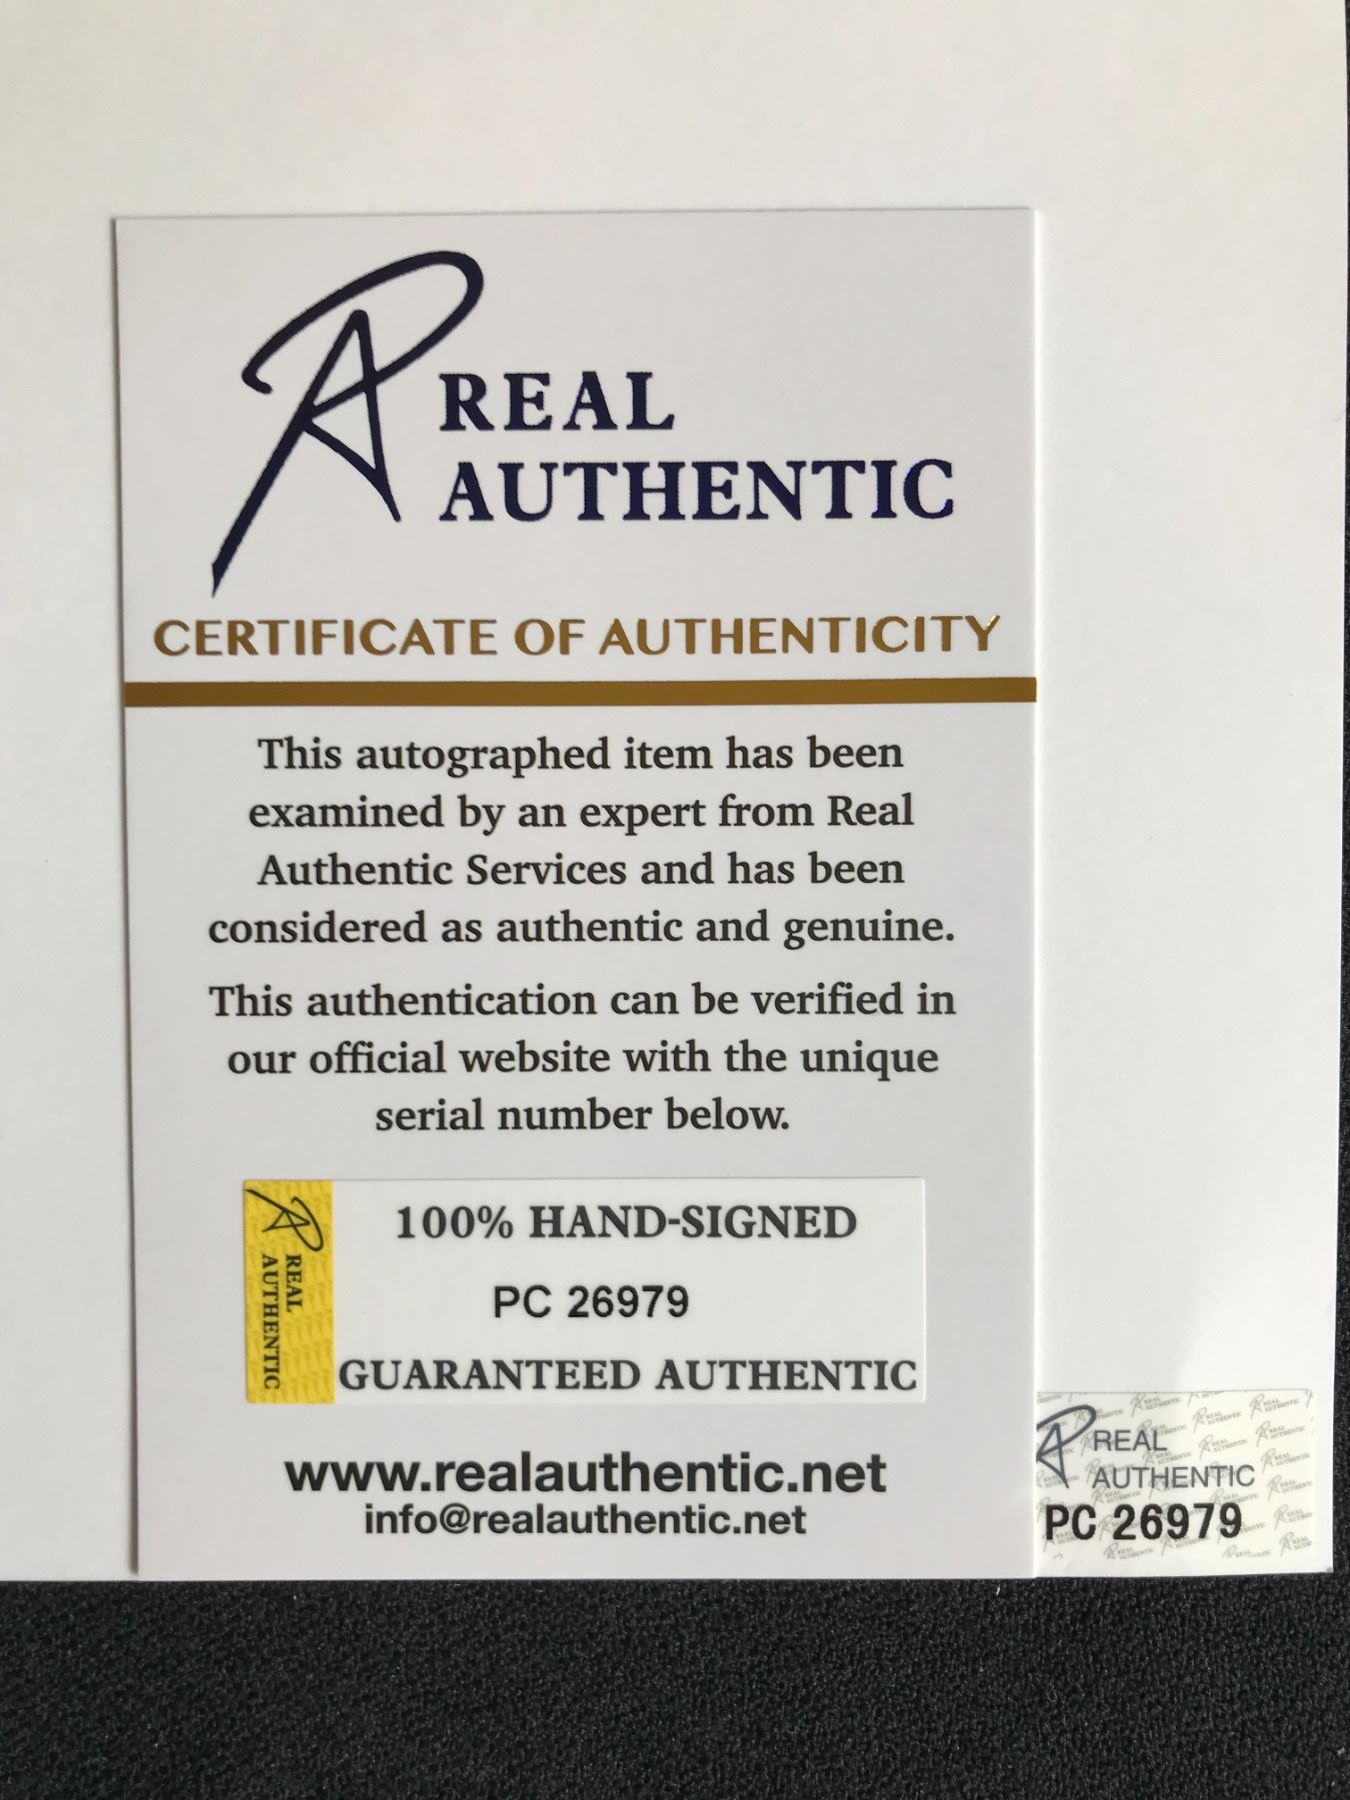 REAL
AUTHENTIC
CERTIFICATE OF AUTHENTICITY
This autographed item has been
examined by an expert from Real
Authentic Services and has been
considered as authentic and genuine.
This authentication can be verified in
our official website with the unique
serial number below.
REAL
AUTHENTIC
100% HAND-SIGNED
PC 26979
GUARANTEED AUTHENTIC
www.realauthentic.net
info@realauthentic.net
REAL
AUTHENTIC
PC 26979